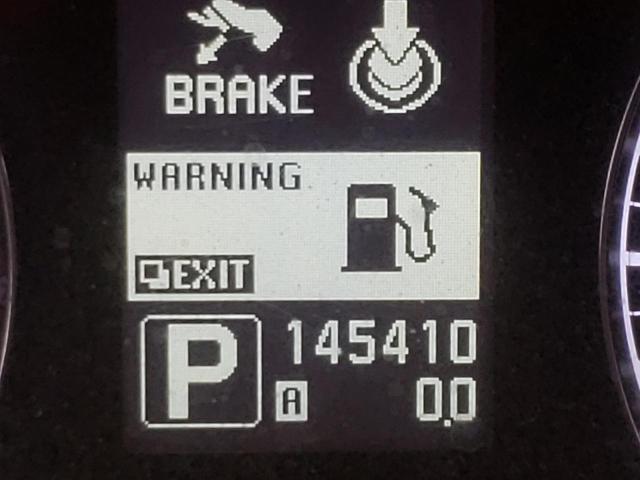 BRAKE
WARNING
EXIT
P 145410
A 0.0